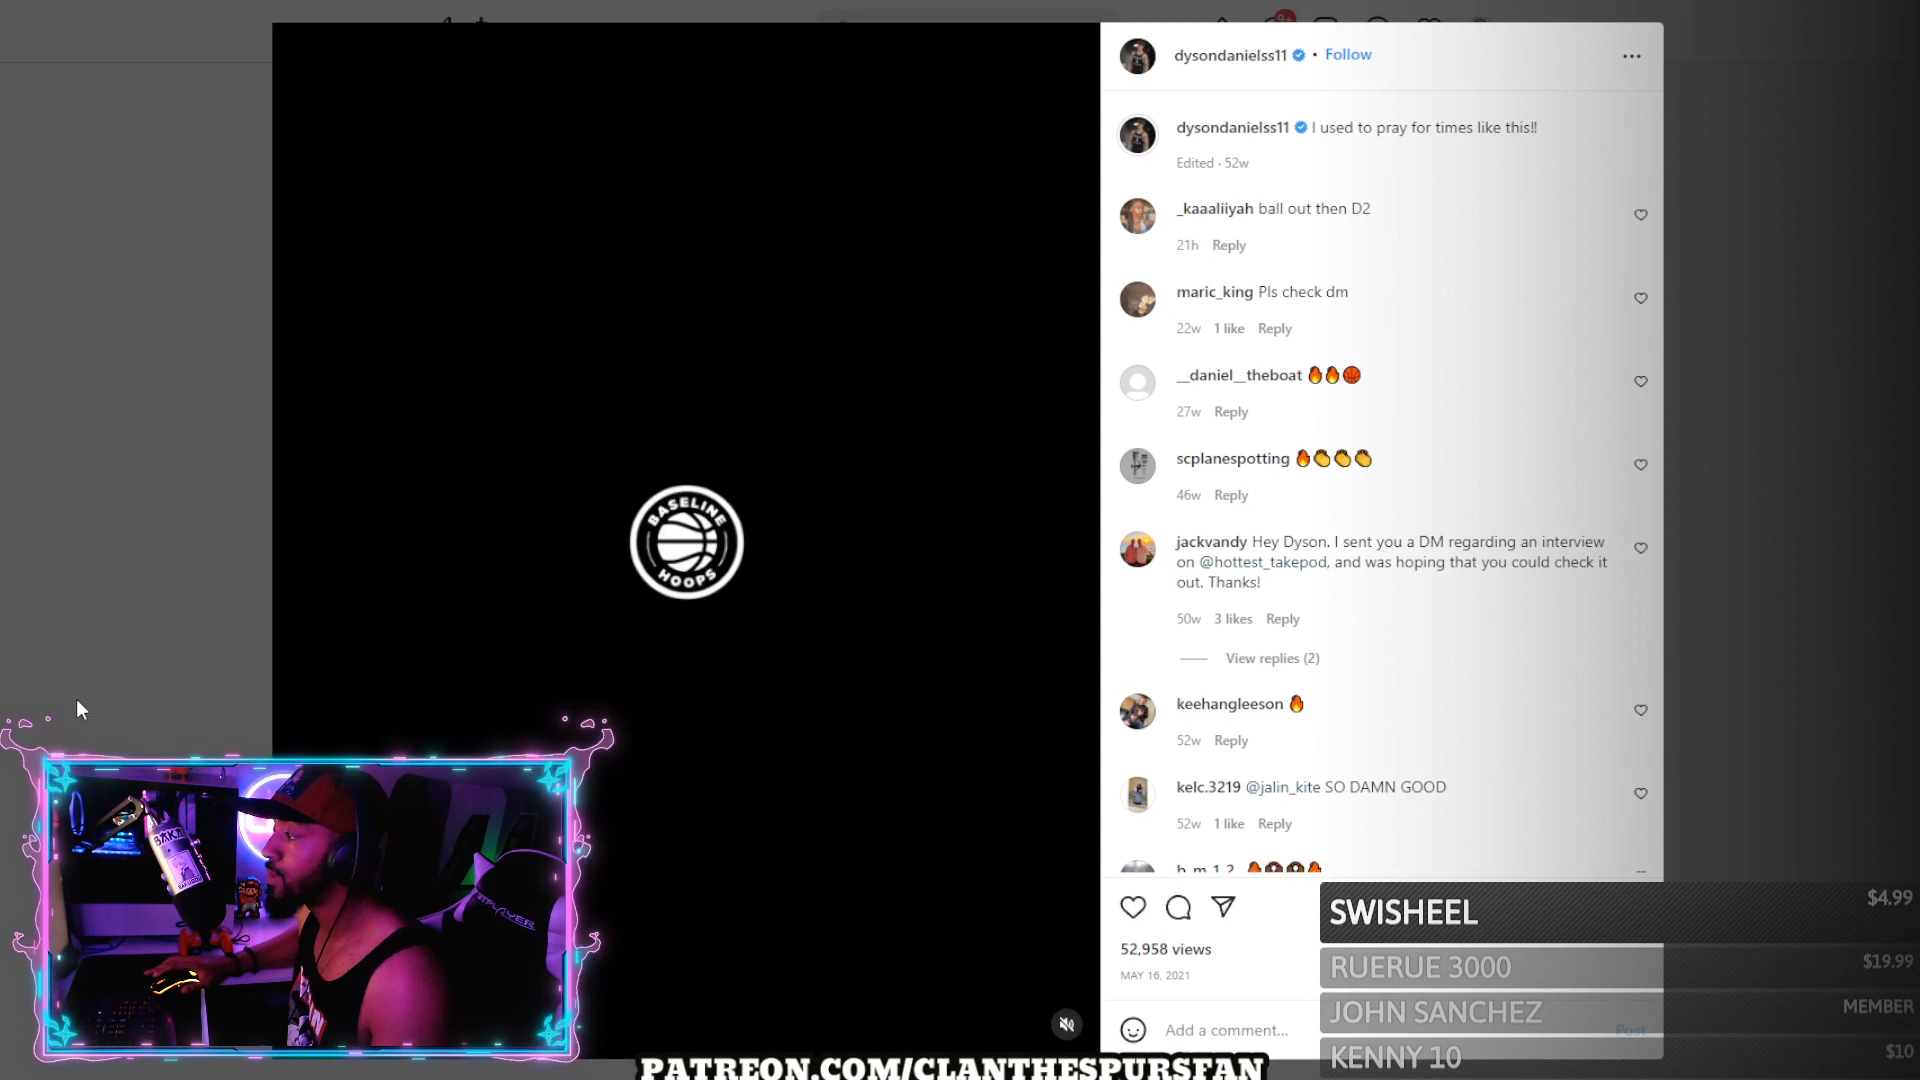 9+
dysondanielss11 • Follow
dysondanielss11 I used to pray for times like this!!
Edited · 52w
_kaaaliiyah ball out then D2
21h Reply
maric_king Pls check dm
22w 1 like Reply
__daniel__theboat 🔥🔥🏀
27w Reply
scplanespotting 🔥👏👏👏
46w Reply
jackvandy Hey Dyson. I sent you a DM regarding an interview
on @hottest_takepod, and was hoping that you could check it
out. Thanks!
50w 3 likes Reply
View replies (2)
keehangleeson 🔥
52w Reply
kelc.3219 @jalin_kite SO DAMN GOOD
52w 1 like Reply
52,958 views
MAY 16, 2021
Add a comment...
Post
BASELINE
HOOPS
SWISHEEL $4.99
RUERUE 3000 $19.99
JOHN SANCHEZ MEMBER
KENNY 10 $10
PATREON.COM/CLANTHESPURSFAN